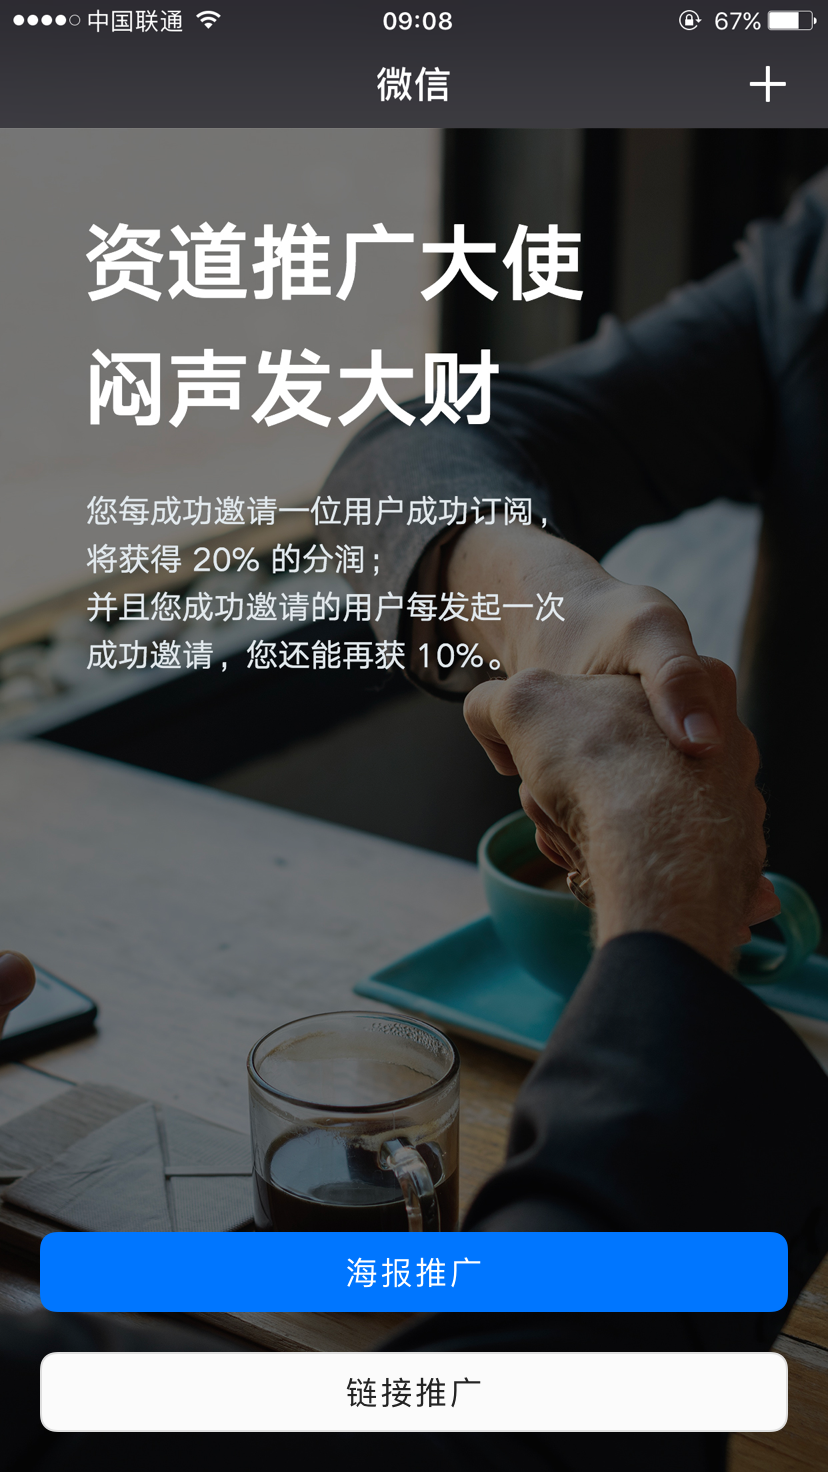 中国联通
09:08
67%
微信
资道推广大使
闷声发大财
您每成功邀请一位用户成功订阅，
将获得 20% 的分润；
并且您成功邀请的用户每发起一次
成功邀请，您还能再获 10%。
海报推广
链接推广